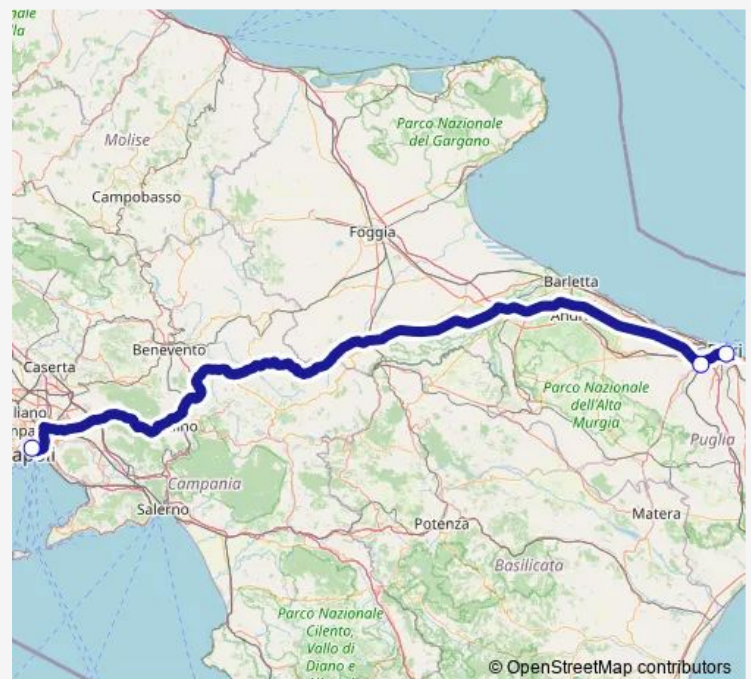 Molise
Parco Nazionale
del Gargano
Campobasso
Foggia
Barletta
Benevento
Caserta
Parco Nazionale
dell'Alta
Murgia
Puglia
Campania
Salerno
Potenza
Matera
Basilicata
Parco Nazionale
Cilento,
Vallo di
Diano e
© OpenStreetMap contributors